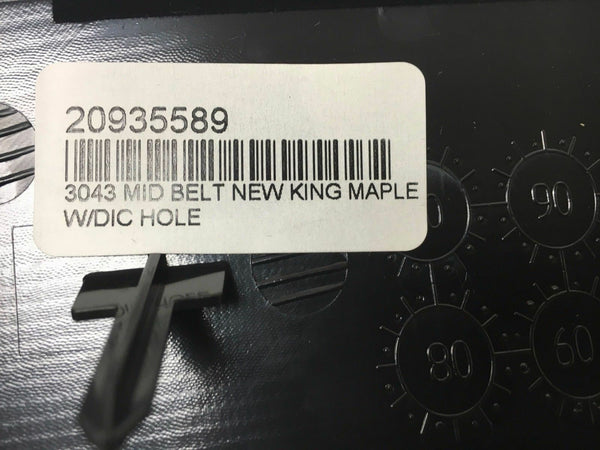 20935589
3043 MID BELT NEW KING MAPLE
W/DIC HOLE
90
80
60